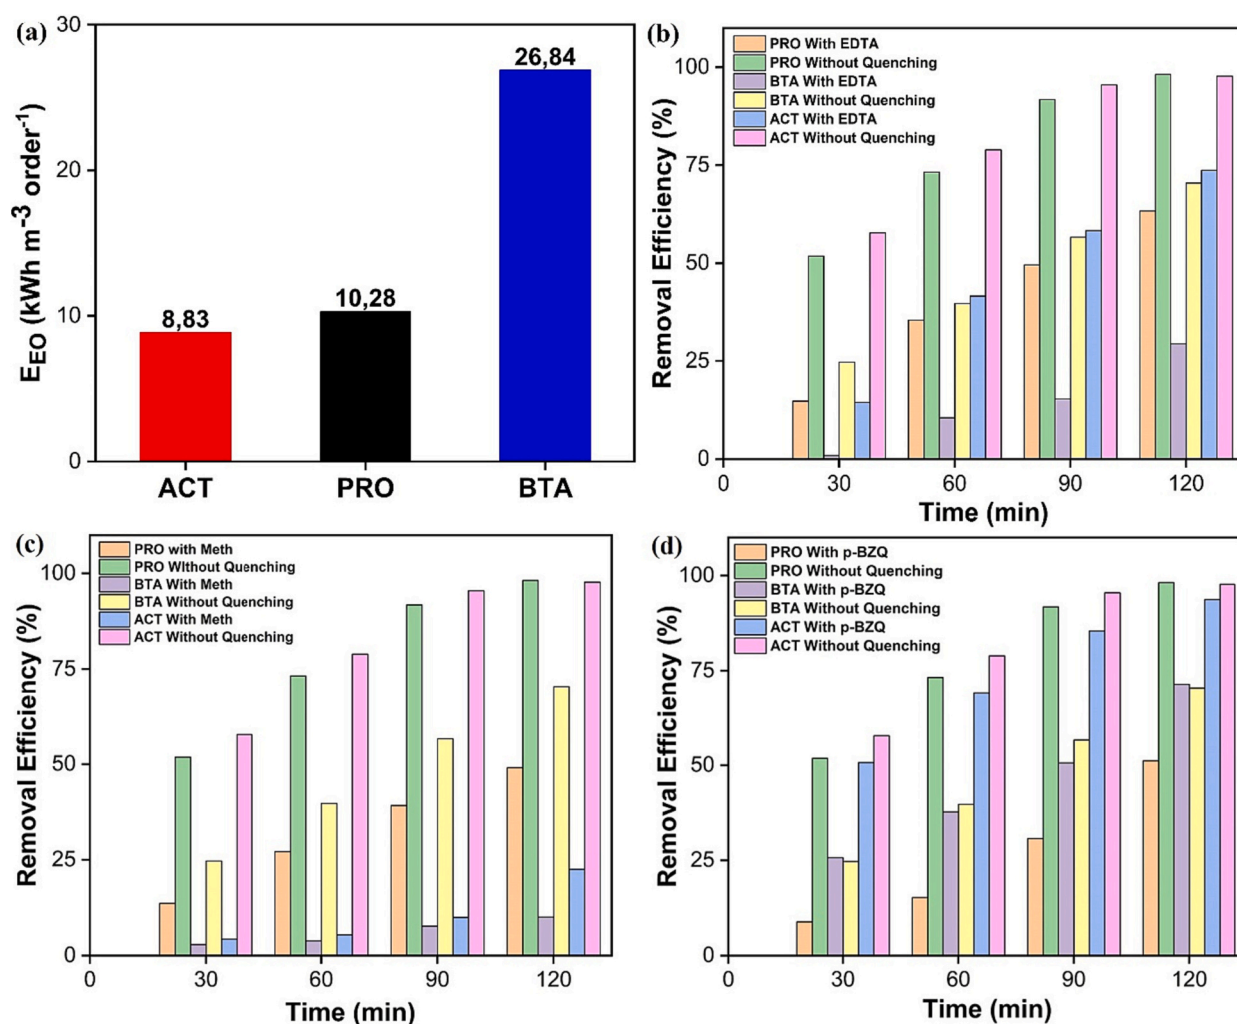 (a)
30
20
10
0
E_EO (kWh m⁻³ order⁻¹)
8,83
10,28
26,84
ACT
PRO
BTA
(b)
PRO With EDTA
PRO Without Quenching
BTA With EDTA
BTA Without Quenching
ACT With EDTA
ACT Without Quenching
Removal Efficiency (%)
100
75
50
25
0
0
30
60
90
120
Time (min)
(c)
PRO with Meth
PRO WIthout Quenching
BTA With Meth
BTA Without Quenching
ACT With Meth
ACT Without Quenching
Removal Efficiency (%)
100
75
50
25
0
0
30
60
90
120
Time (min)
(d)
PRO With p-BZQ
PRO Without Quenching
BTA With p-BZQ
BTA Without Quenching
ACT With p-BZQ
ACT Without Quenching
Removal Efficiency (%)
100
75
50
25
0
0
30
60
90
120
Time (min)